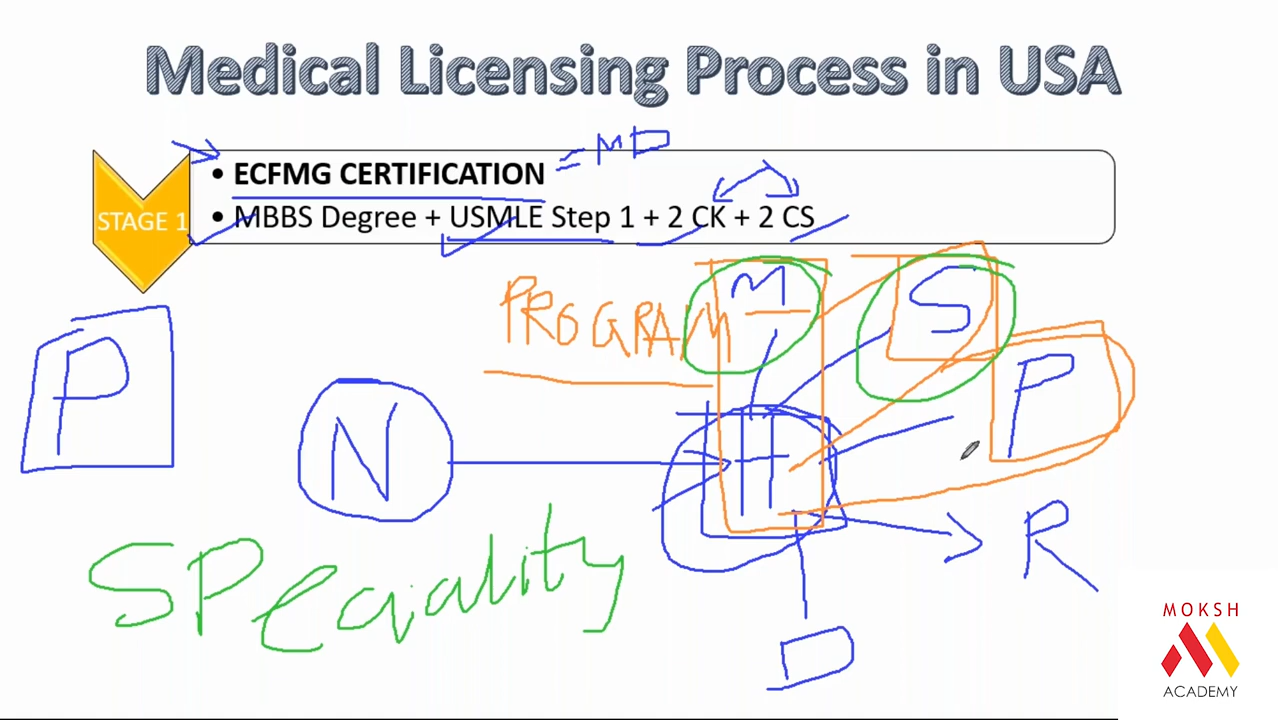 Medical Licensing Process in USA
= MD
STAGE 1
• ECFMG CERTIFICATION
• MBBS Degree + USMLE Step 1 + 2 CK + 2 CS
PROGRAM
M
S
P
P
N
H
R
SPeciality
D
MOKSH
ACADEMY